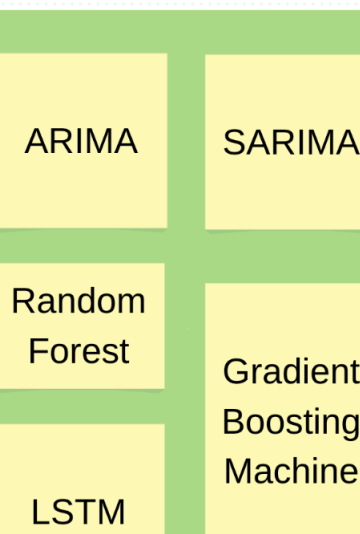 ARIMA
SARIMA
Random
Forest
Gradient
Boosting
Machine
LSTM